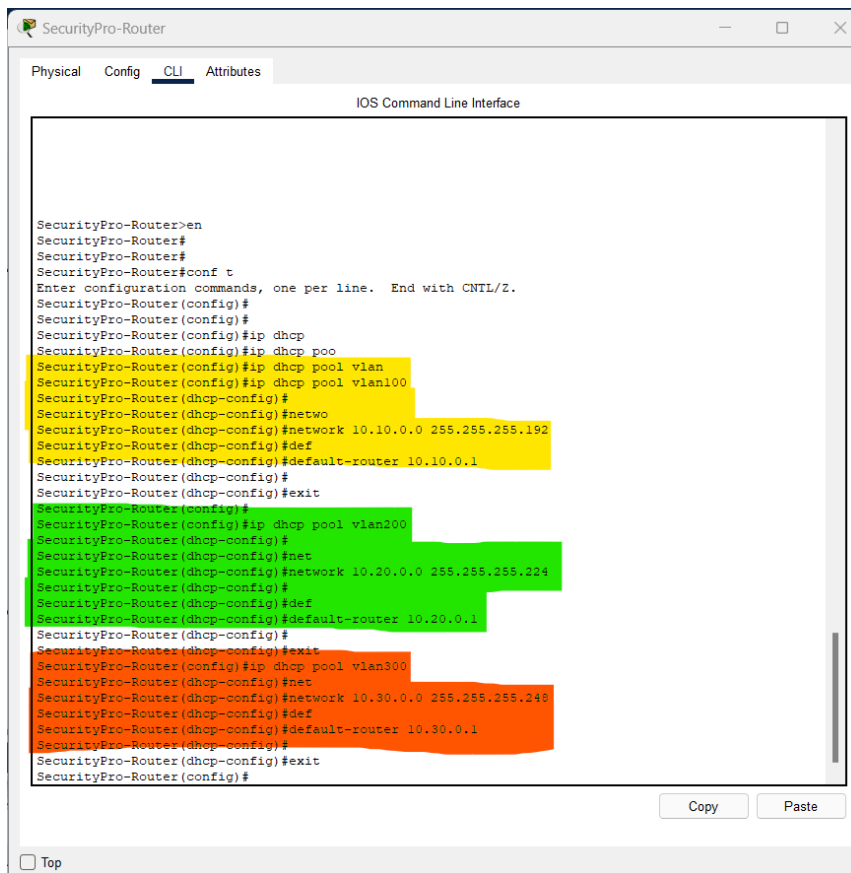 SecurityPro-Router
Physical Config CLI Attributes
IOS Command Line Interface
SecurityPro-Router>en
SecurityPro-Router#
SecurityPro-Router#
SecurityPro-Router#conf t
Enter configuration commands, one per line.  End with CNTL/Z.
SecurityPro-Router(config)#
SecurityPro-Router(config)#
SecurityPro-Router(config)#ip dhcp
SecurityPro-Router(config)#ip dhcp poo
SecurityPro-Router(config)#ip dhcp pool vlan
SecurityPro-Router(config)#ip dhcp pool vlan100
SecurityPro-Router(dhcp-config)#
SecurityPro-Router(dhcp-config)#netwo
SecurityPro-Router(dhcp-config)#network 10.10.0.0 255.255.255.192
SecurityPro-Router(dhcp-config)#def
SecurityPro-Router(dhcp-config)#default-router 10.10.0.1
SecurityPro-Router(dhcp-config)#
SecurityPro-Router(dhcp-config)#exit
SecurityPro-Router(config)#
SecurityPro-Router(config)#ip dhcp pool vlan200
SecurityPro-Router(dhcp-config)#
SecurityPro-Router(dhcp-config)#net
SecurityPro-Router(dhcp-config)#network 10.20.0.0 255.255.255.224
SecurityPro-Router(dhcp-config)#
SecurityPro-Router(dhcp-config)#def
SecurityPro-Router(dhcp-config)#default-router 10.20.0.1
SecurityPro-Router(dhcp-config)#
SecurityPro-Router(dhcp-config)#exit
SecurityPro-Router(config)#ip dhcp pool vlan300
SecurityPro-Router(dhcp-config)#net
SecurityPro-Router(dhcp-config)#network 10.30.0.0 255.255.255.248
SecurityPro-Router(dhcp-config)#def
SecurityPro-Router(dhcp-config)#default-router 10.30.0.1
SecurityPro-Router(dhcp-config)#
SecurityPro-Router(dhcp-config)#exit
SecurityPro-Router(config)#
Copy Paste
Top